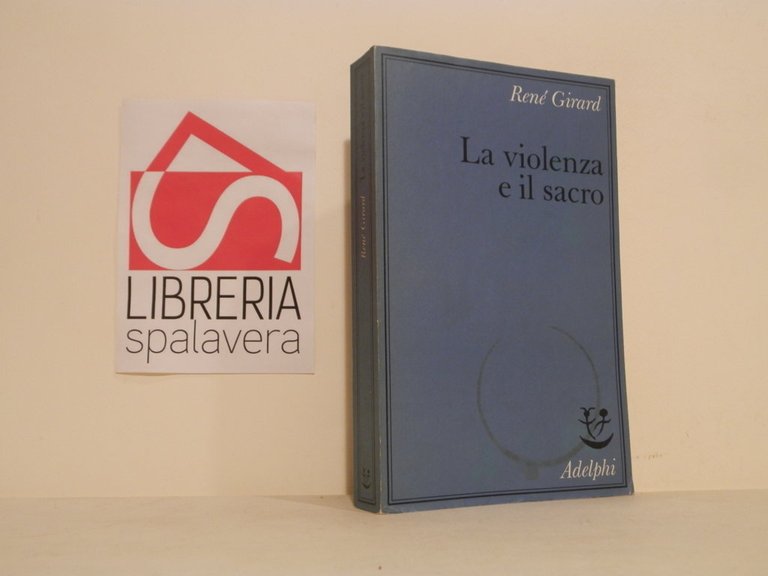 LIBRERIA
spalavera
René Girard
René Girard
La violenza
e il sacro
Adelphi